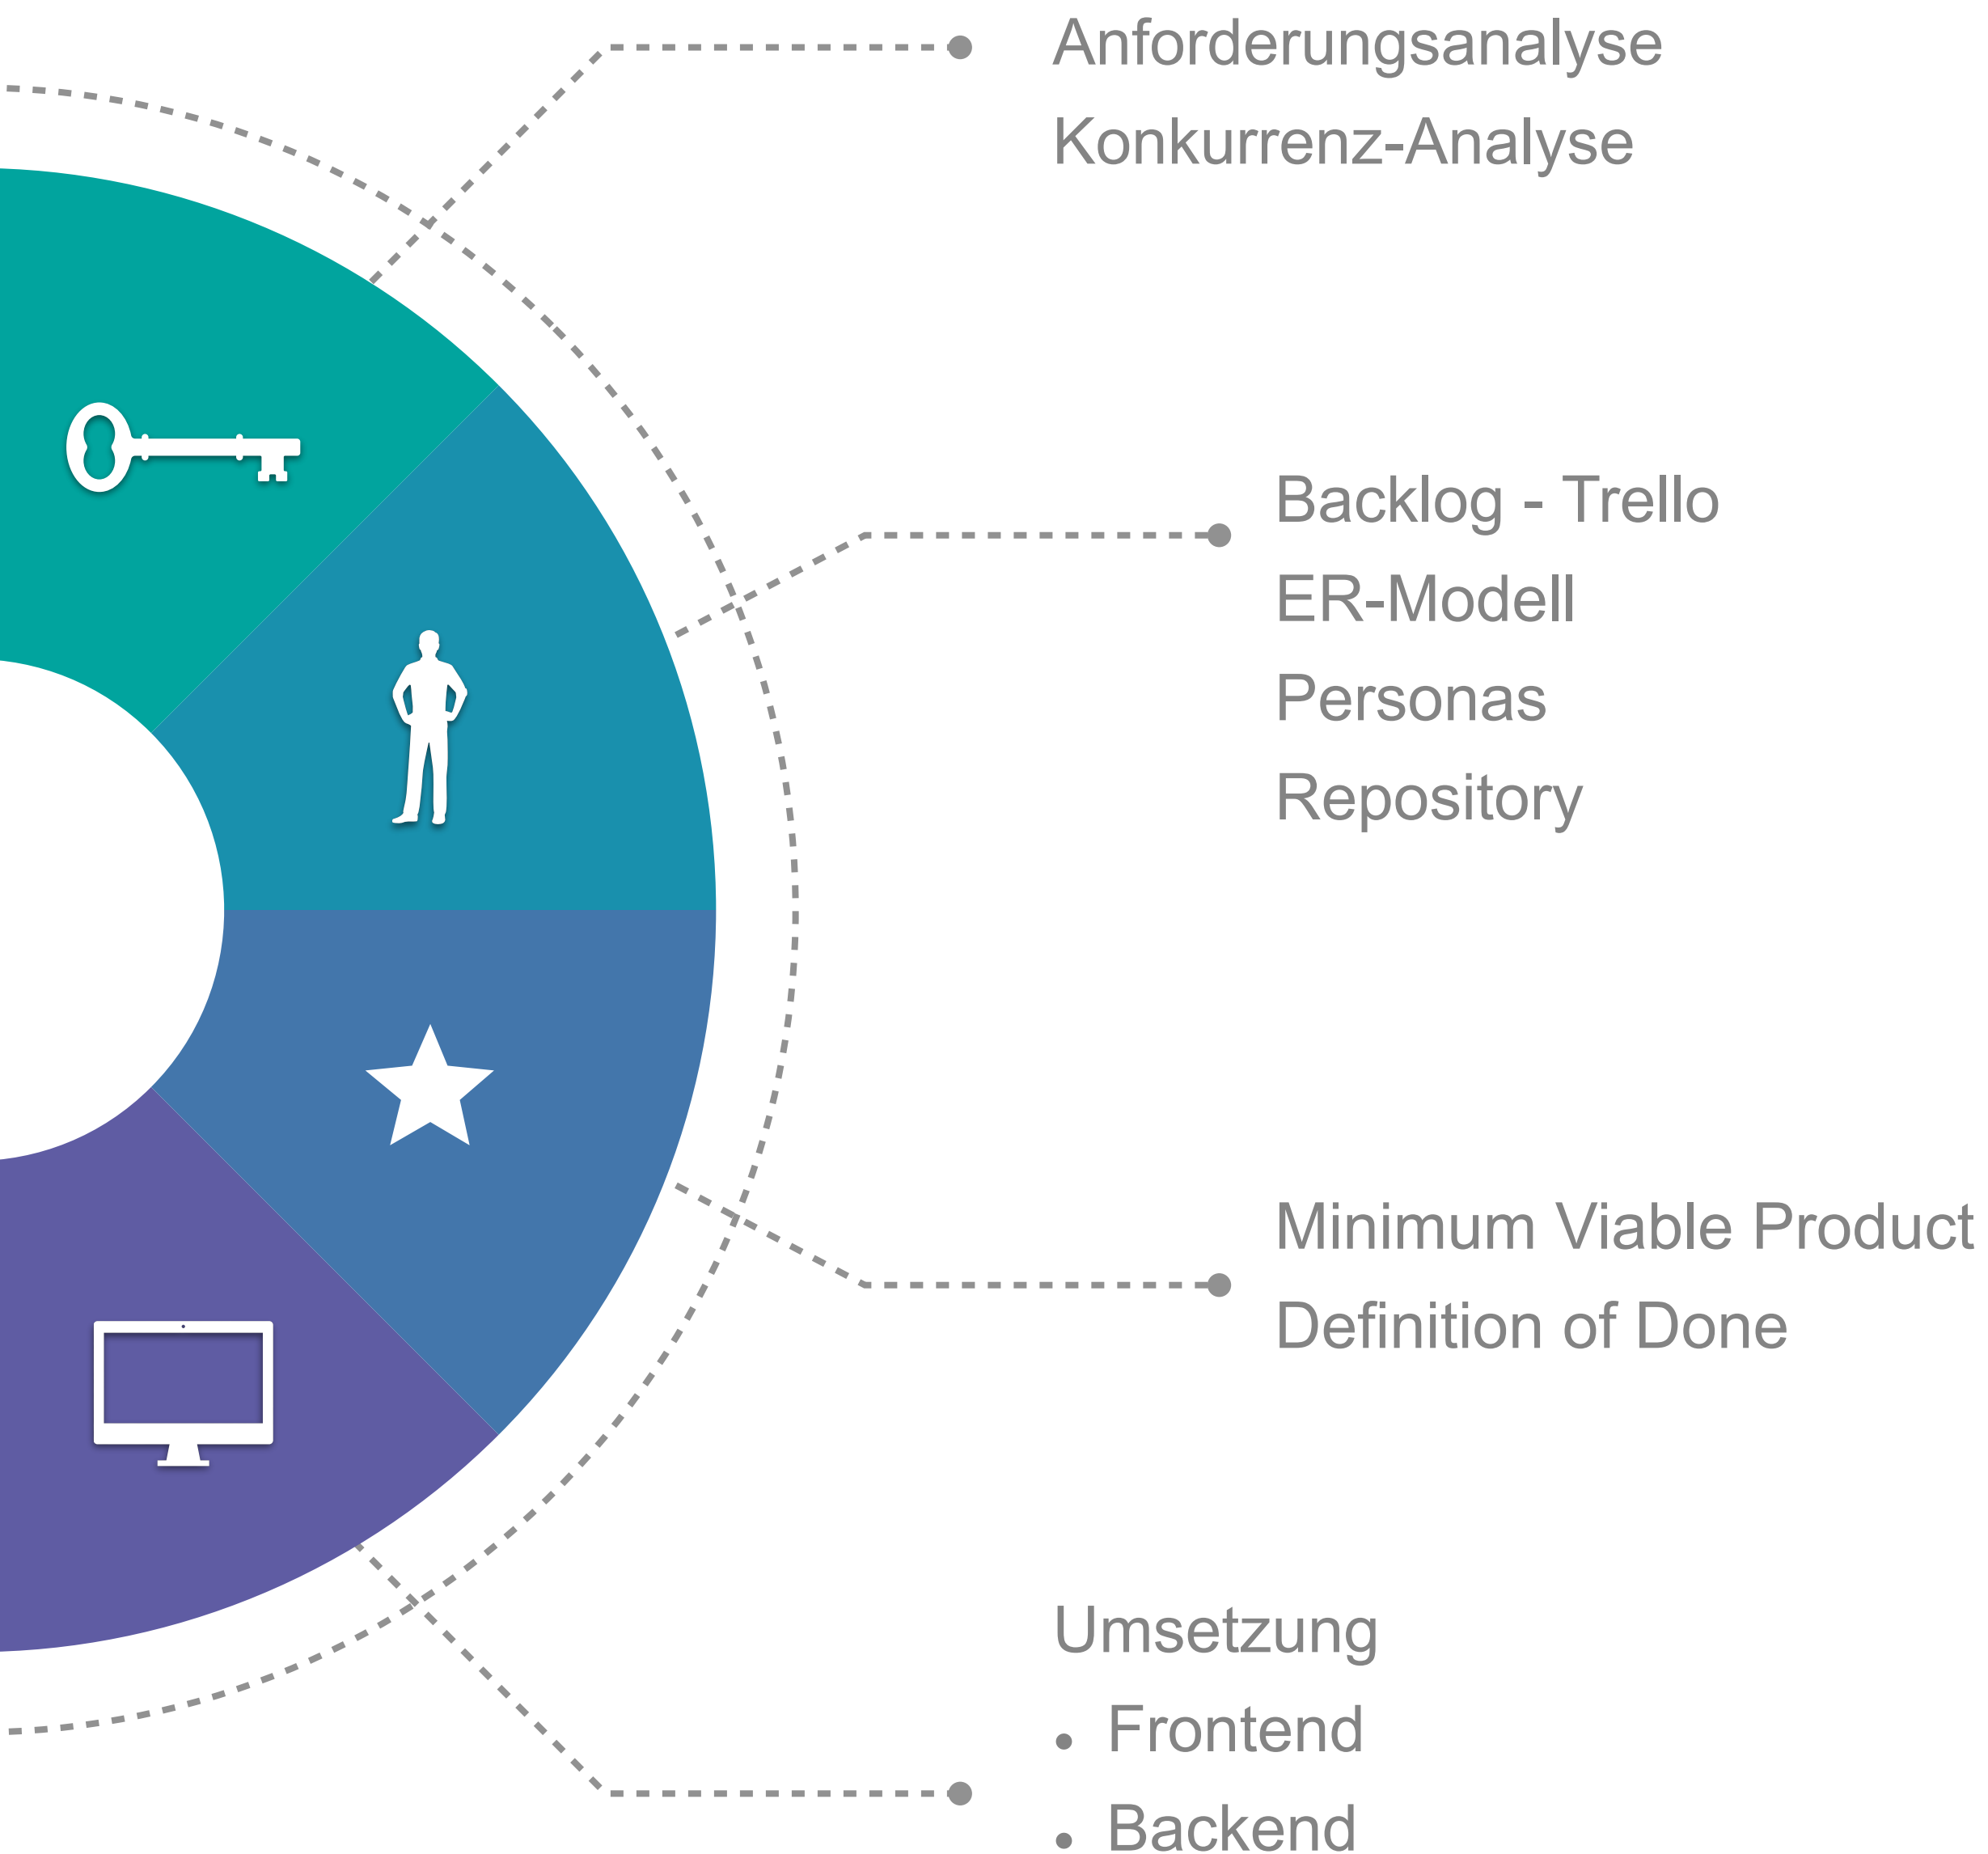 Anforderungsanalyse
Konkurrenz-Analyse
Backlog - Trello
ER-Modell
Personas
Repository
Minimum Viable Product
Definition of Done
Umsetzung
• Frontend
• Backend